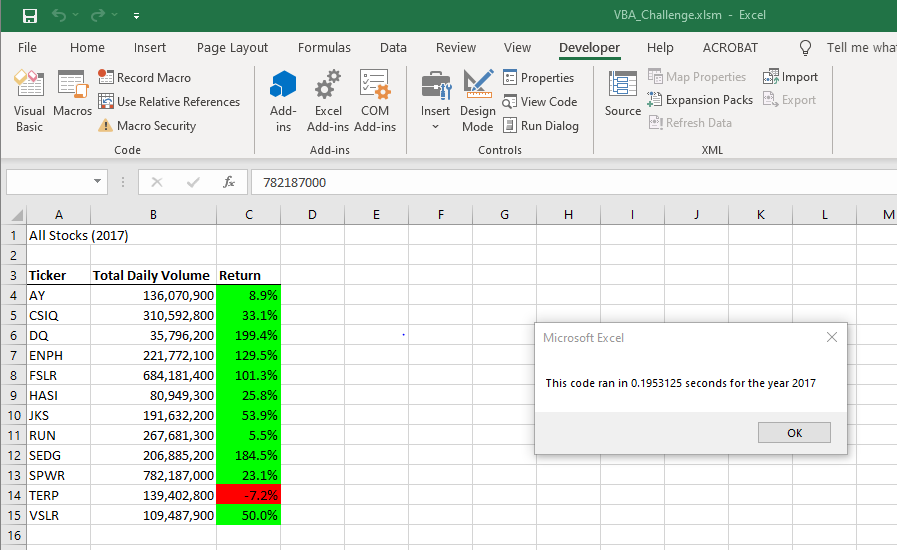 VBA_Challenge.xlsm - Excel
File Home Insert Page Layout Formulas Data Review View Developer Help ACROBAT Tell me
Visual Basic
Macros
Record Macro
Use Relative References
Macro Security
Code
Add-ins
Excel Add-ins
COM Add-ins
Add-ins
Insert
Design Mode
Properties
View Code
Run Dialog
Controls
Source
Map Properties
Expansion Packs
Refresh Data
Import
Export
XML
fx 782187000
A B C D E F G H I J K L M
1 All Stocks (2017)
2
3 Ticker Total Daily Volume Return
4 AY 136,070,900 8.9%
5 CSIQ 310,592,800 33.1%
6 DQ 35,796,200 199.4%
7 ENPH 221,772,100 129.5%
8 FSLR 684,181,400 101.3%
9 HASI 80,949,300 25.8%
10 JKS 191,632,200 53.9%
11 RUN 267,681,300 5.5%
12 SEDG 206,885,200 184.5%
13 SPWR 782,187,000 23.1%
14 TERP 139,402,800 -7.2%
15 VSLR 109,487,900 50.0%
16
Microsoft Excel
This code ran in 0.1953125 seconds for the year 2017
OK